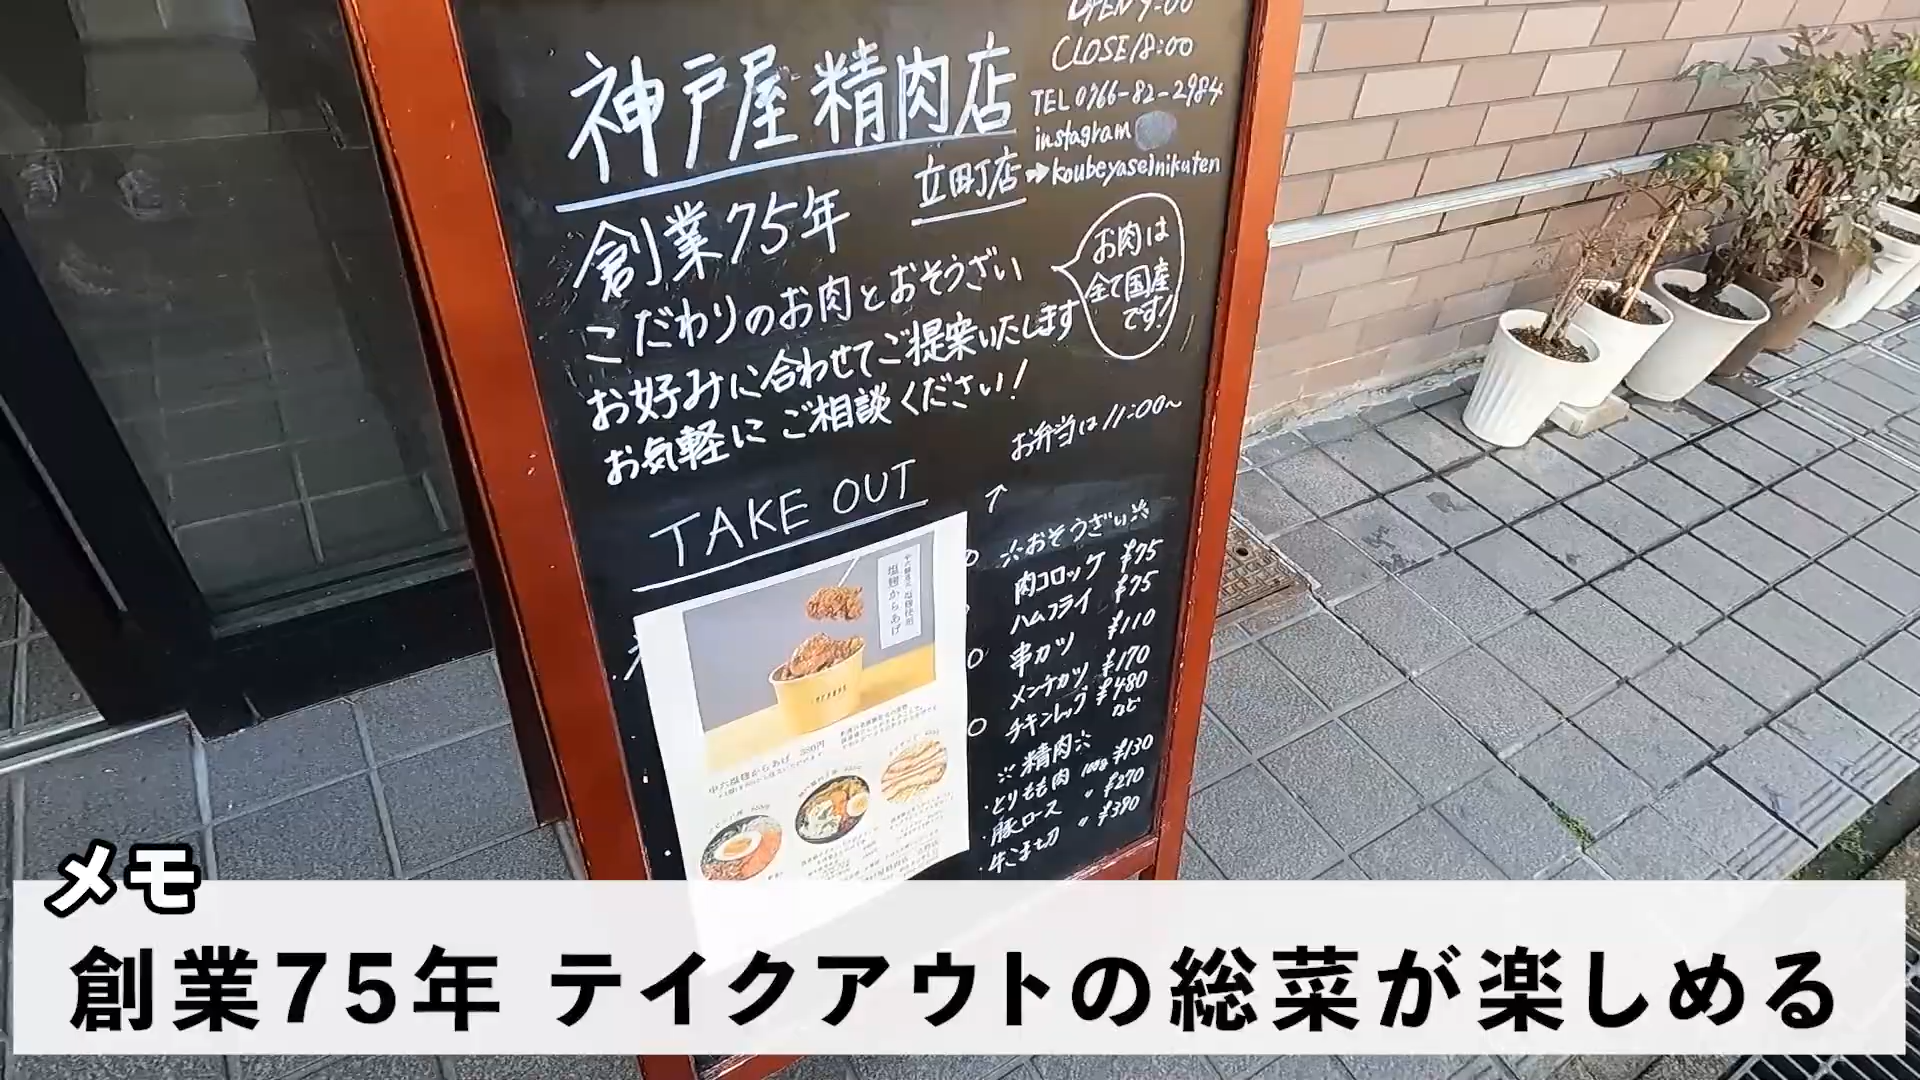 OPEN 9:00
CLOSE 18:00
神戸屋精肉店
TEL 0766-82-2984
instagram
立町店 → koubeyaseinikuten
創業75年
こだわりのお肉とおそうざい
お好みに合わせてご提案いたします
お気軽にご相談ください!
お肉は
全て国産
です!
お弁当は11:00~
TAKE OUT
※おそうざい※
肉コロッケ ¥75
ハムフライ ¥75
串カツ ¥110
メンチカツ ¥170
チキンレッグ ¥480
など
※精肉※
・とりもも肉 100g ¥130
・豚ロース 〃 ¥270
・牛こま切 〃 ¥390
塩麹からあげ
メモ
創業75年 テイクアウトの総菜が楽しめる